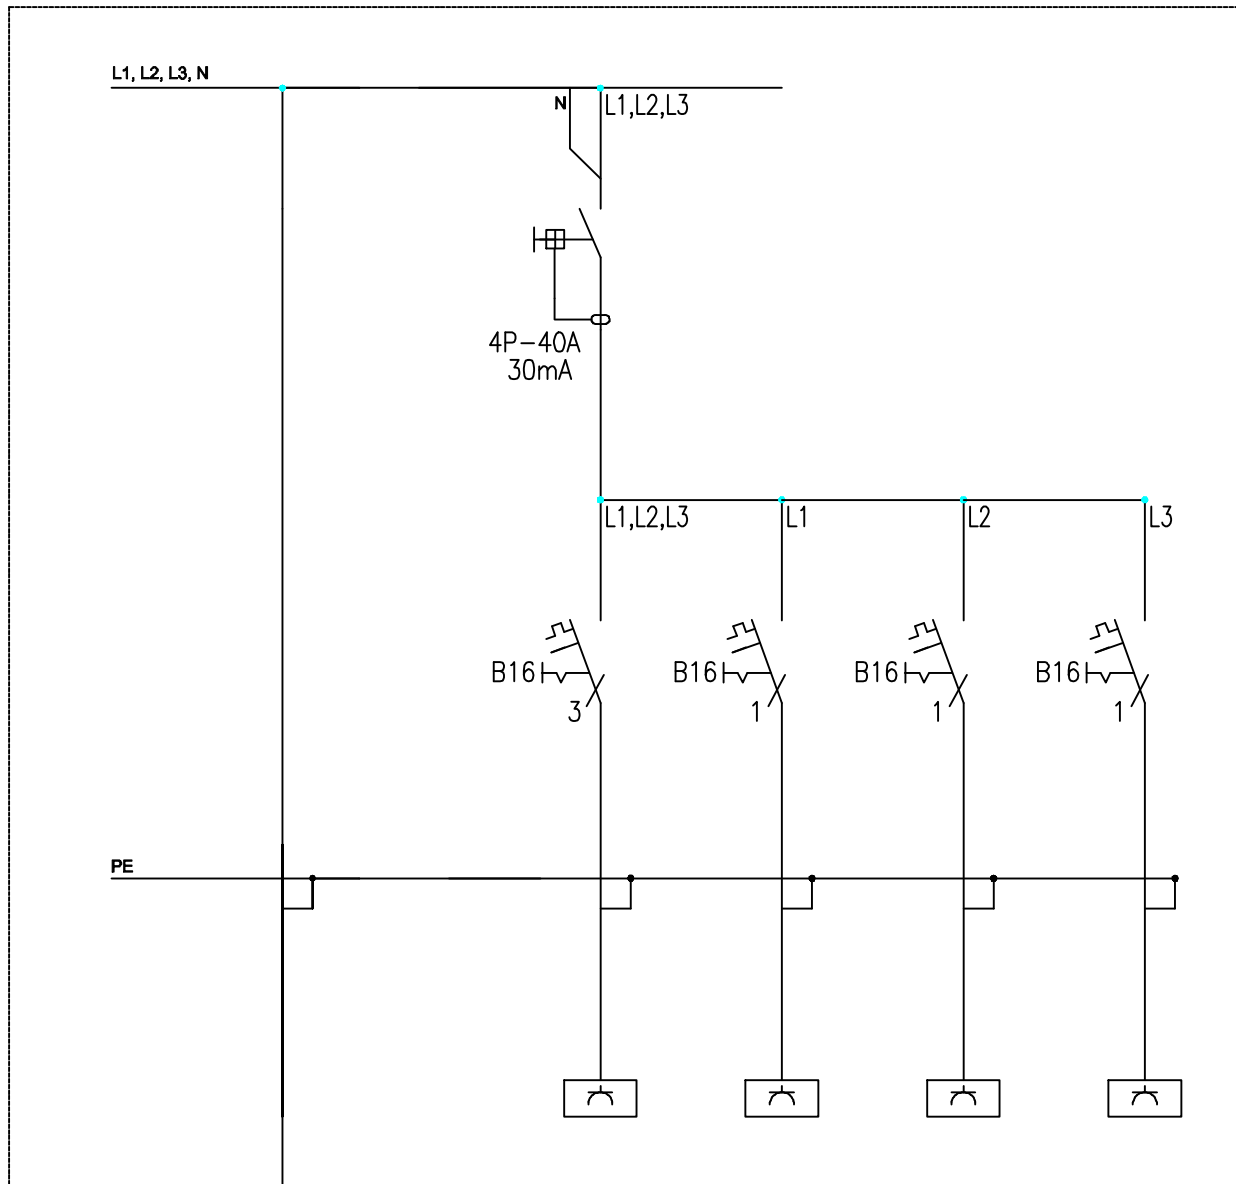 L1, L2, L3, N
N
L1,L2,L3
4P-40A
30mA
L1,L2,L3
L1
L2
L3
B16
B16
B16
B16
3
1
1
1
PE